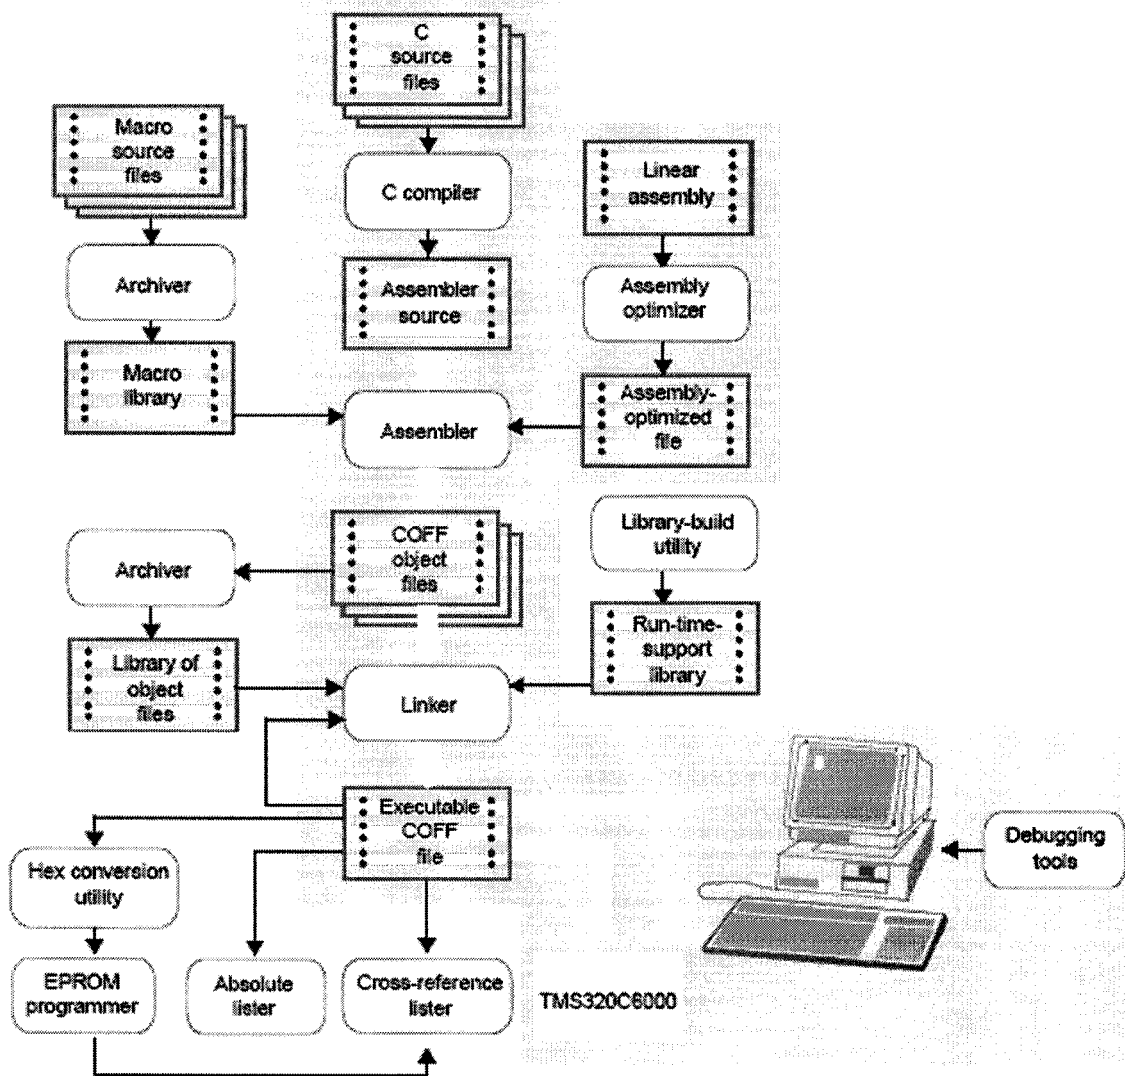 C
source
files
Macro
source
files
C compiler
Linear
assembly
Archiver
Assembler
source
Assembly
optimizer
Macro
library
Assembler
Assembly-
optimized
file
Archiver
COFF
object
files
Library-build
utility
Library of
object
files
Linker
Run-time-
support
library
Executable
COFF
file
Debugging
tools
Hex conversion
utility
EPROM
programmer
Absolute
lister
Cross-reference
lister
TMS320C6000